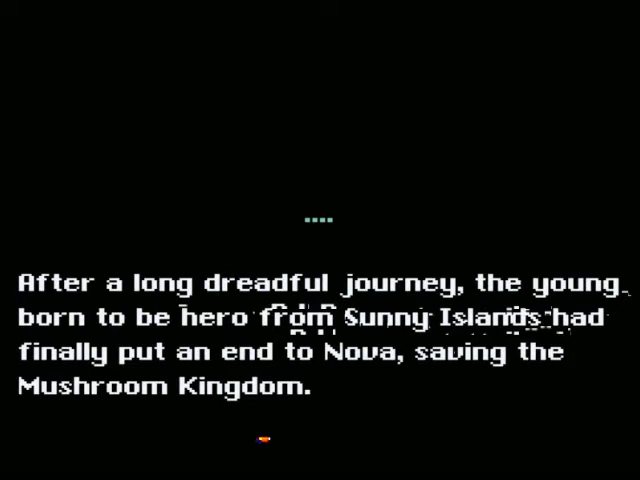 ....
After a long dreadful journey, the young
born to be hero from Sunny Islands had
finally put an end to Nova, saving the
Mushroom Kingdom.